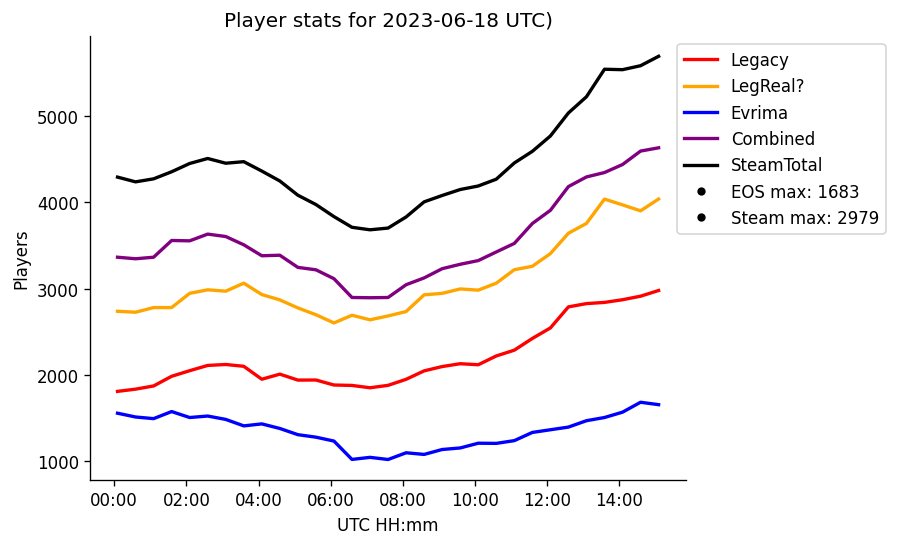 Player stats for 2023-06-18 UTC)
Legacy
LegReal?
Evrima
Combined
SteamTotal
EOS max: 1683
Steam max: 2979
Players
5000
4000
3000
2000
1000
00:00 02:00 04:00 06:00 08:00 10:00 12:00 14:00
UTC HH:mm